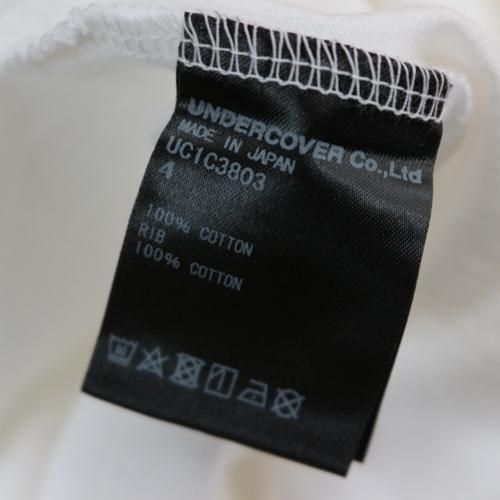 UNDERCOVER Co.,Ltd
MADE IN JAPAN
UC1C3803
4
100% COTTON
RIB
100% COTTON